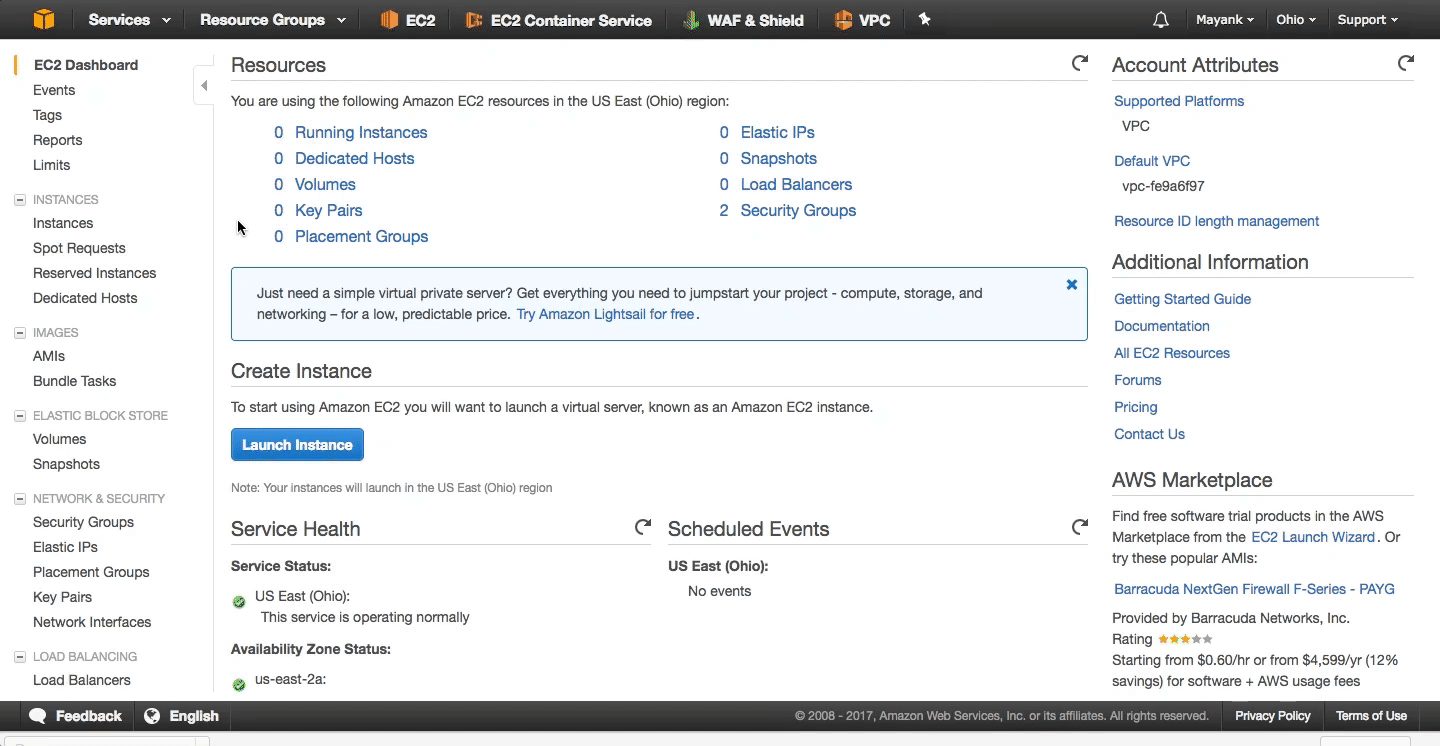 Services
Resource Groups
EC2
EC2 Container Service
WAF & Shield
VPC
Mayank
Ohio
Support
EC2 Dashboard
Events
Tags
Reports
Limits
INSTANCES
Instances
Spot Requests
Reserved Instances
Dedicated Hosts
IMAGES
AMIs
Bundle Tasks
ELASTIC BLOCK STORE
Volumes
Snapshots
NETWORK & SECURITY
Security Groups
Elastic IPs
Placement Groups
Key Pairs
Network Interfaces
LOAD BALANCING
Load Balancers
Resources
You are using the following Amazon EC2 resources in the US East (Ohio) region:
0 Running Instances
0 Dedicated Hosts
0 Volumes
0 Key Pairs
0 Placement Groups
0 Elastic IPs
0 Snapshots
0 Load Balancers
2 Security Groups
Just need a simple virtual private server? Get everything you need to jumpstart your project - compute, storage, and
networking – for a low, predictable price. Try Amazon Lightsail for free.
Create Instance
To start using Amazon EC2 you will want to launch a virtual server, known as an Amazon EC2 instance.
Launch Instance
Note: Your instances will launch in the US East (Ohio) region
Service Health
Service Status:
US East (Ohio):
This service is operating normally
Availability Zone Status:
us-east-2a:
Scheduled Events
US East (Ohio):
No events
Account Attributes
Supported Platforms
VPC
Default VPC
vpc-fe9a6f97
Resource ID length management
Additional Information
Getting Started Guide
Documentation
All EC2 Resources
Forums
Pricing
Contact Us
AWS Marketplace
Find free software trial products in the AWS
Marketplace from the EC2 Launch Wizard. Or
try these popular AMIs:
Barracuda NextGen Firewall F-Series - PAYG
Provided by Barracuda Networks, Inc.
Rating
Starting from $0.60/hr or from $4,599/yr (12%
savings) for software + AWS usage fees
Feedback
English
© 2008 - 2017, Amazon Web Services, Inc. or its affiliates. All rights reserved.
Privacy Policy
Terms of Use